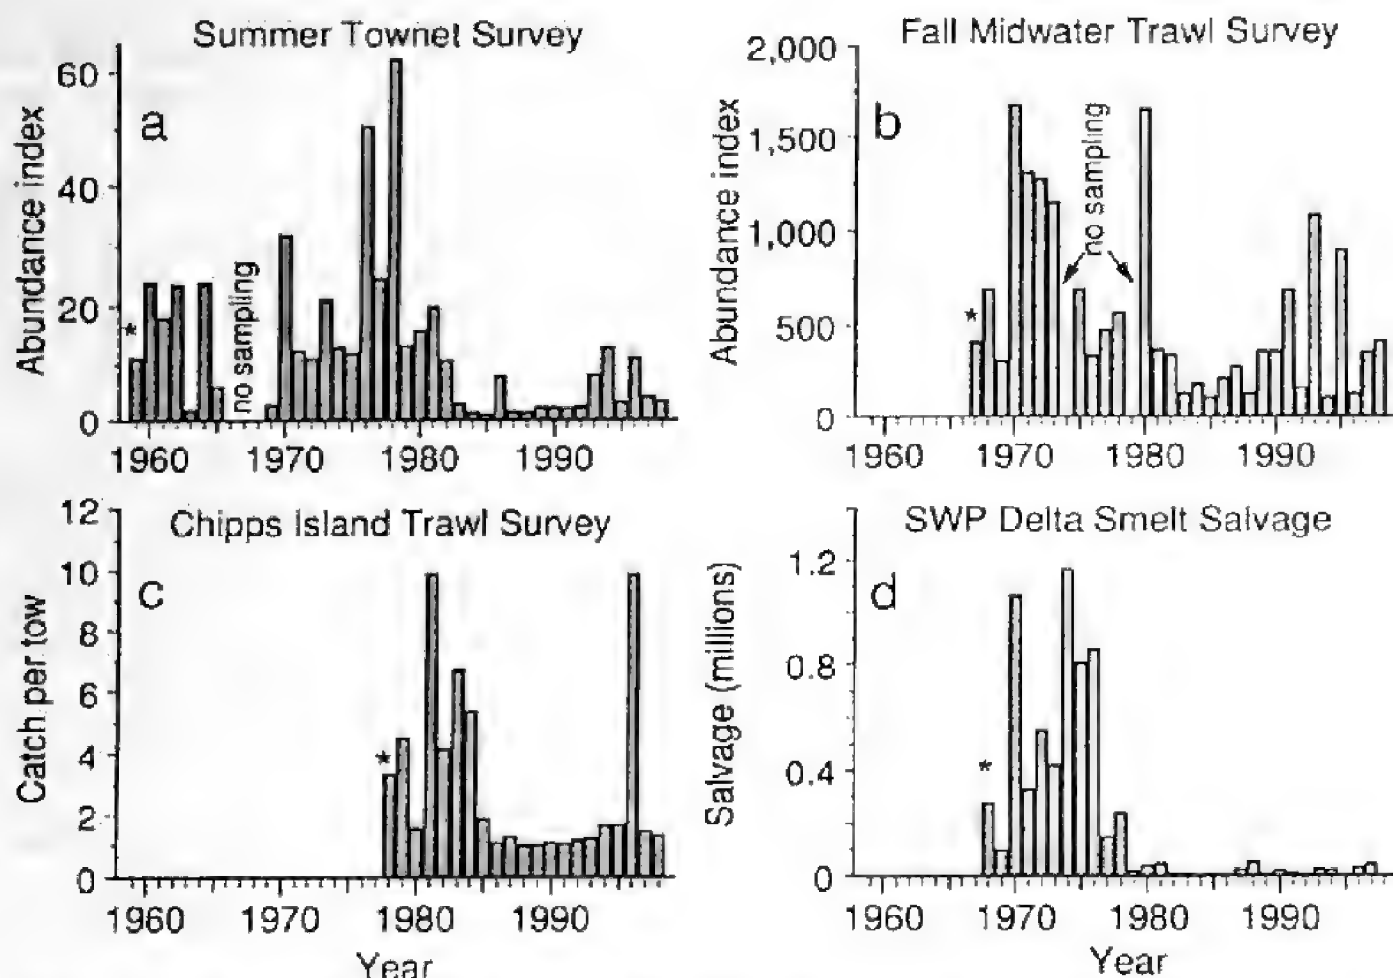 Summer Townet Survey
Abundance index
60
40
20
0
a
*
no sampling
1960 1970 1980 1990
Fall Midwater Trawl Survey
Abundance index
2,000
1,500
1,000
500
0
b
*
no sampling
1960 1970 1980 1990
Chipps Island Trawl Survey
Catch per tow
12
10
8
6
4
2
0
c
*
1960 1970 1980 1990
Year
SWP Delta Smelt Salvage
Salvage (millions)
1.2
0.8
0.4
0
d
*
1960 1970 1980 1990
Year